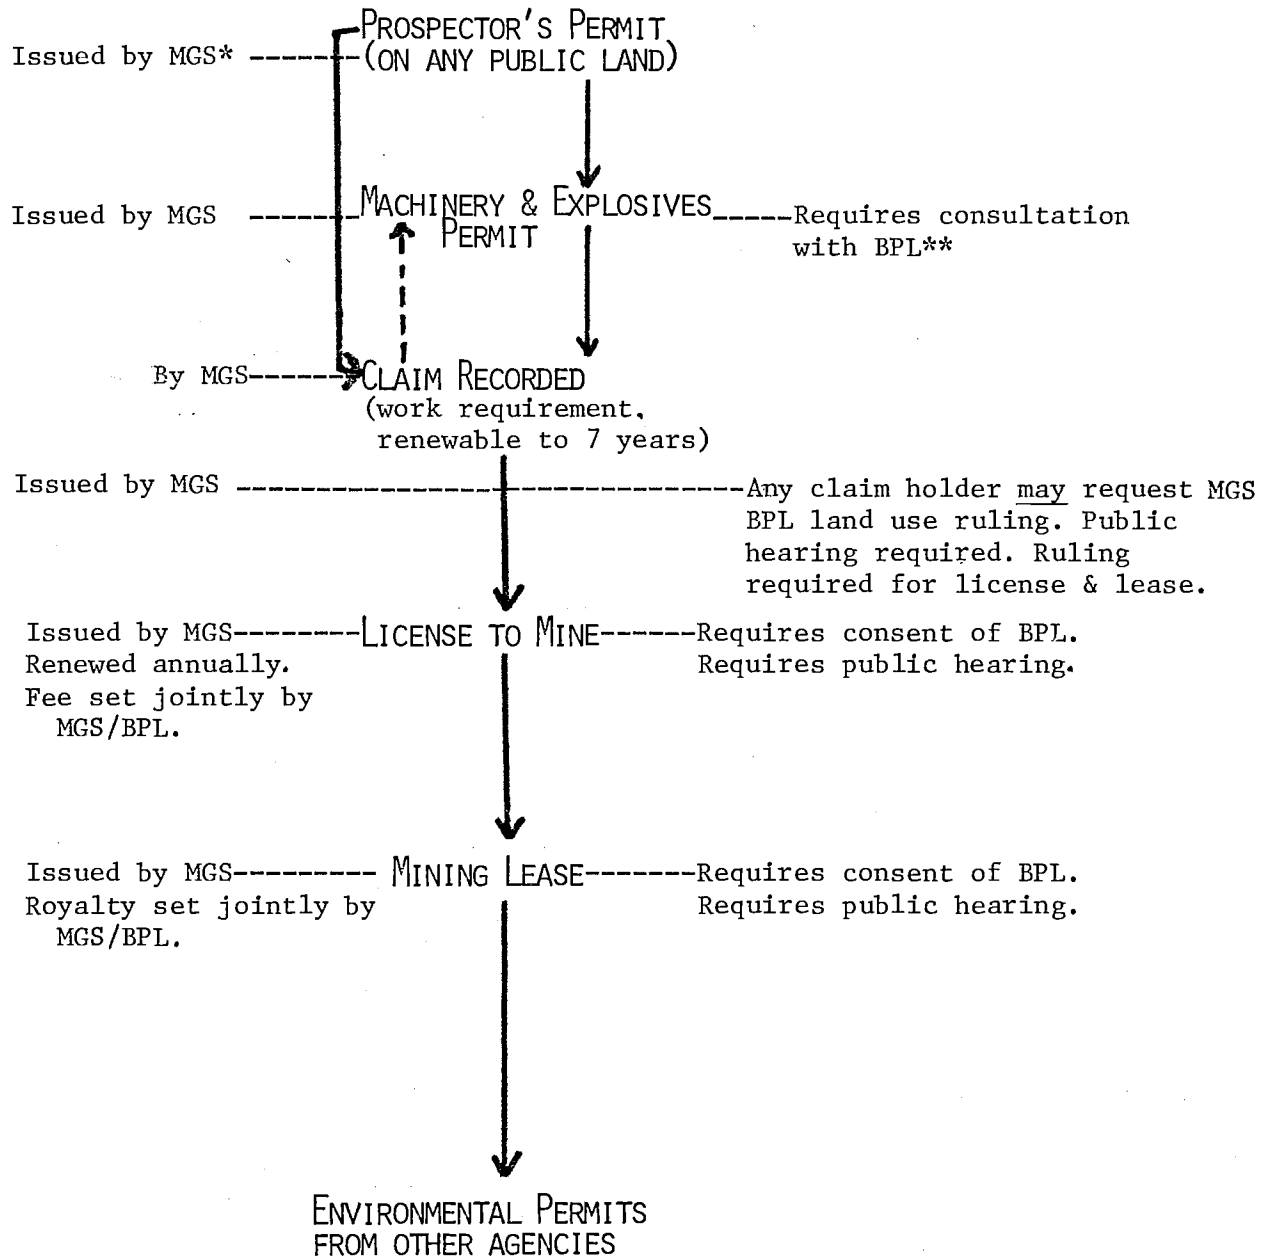 PROSPECTOR'S PERMIT
Issued by MGS* (ON ANY PUBLIC LAND)
MACHINERY & EXPLOSIVES
Issued by MGS
PERMIT
Requires consultation
with BPL**
By MGS
CLAIM RECORDED
(work requirement,
renewable to 7 years)
Issued by MGS
Any claim holder may request MGS
BPL land use ruling. Public
hearing required. Ruling
required for license & lease.
Issued by MGS
Renewed annually.
Fee set jointly by
MGS/BPL.
LICENSE TO MINE
Requires consent of BPL.
Requires public hearing.
Issued by MGS
Royalty set jointly by
MGS/BPL.
MINING LEASE
Requires consent of BPL.
Requires public hearing.
ENVIRONMENTAL PERMITS
FROM OTHER AGENCIES